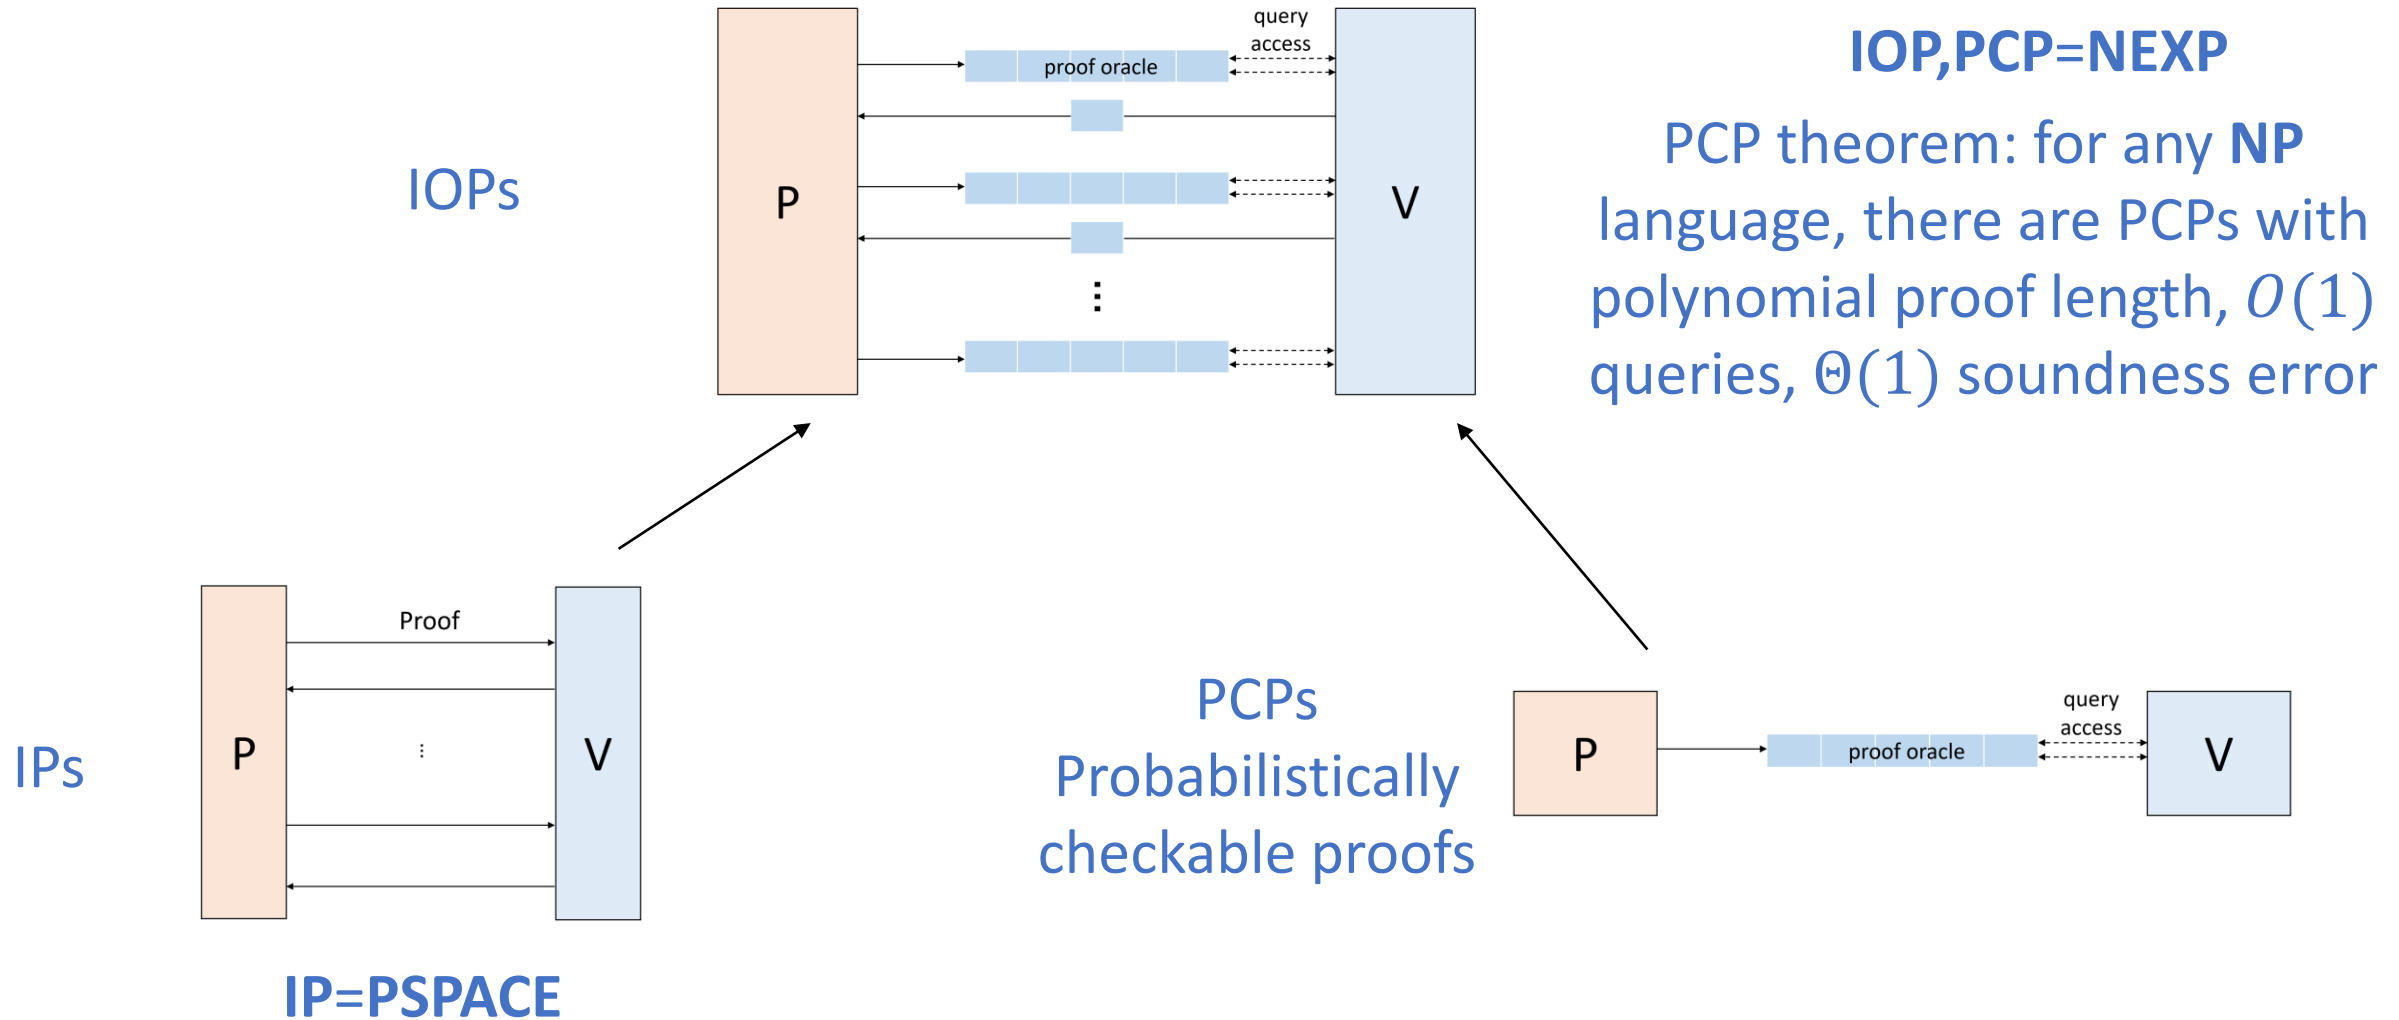 query
access
proof oracle
IOPs
P
V
⋮
IOP,PCP=NEXP
PCP theorem: for any NP
language, there are PCPs with
polynomial proof length, O(1)
queries, Θ(1) soundness error
IPs
P
Proof
⋮
V
IP=PSPACE
PCPs
Probabilistically
checkable proofs
P
proof oracle
query
access
V